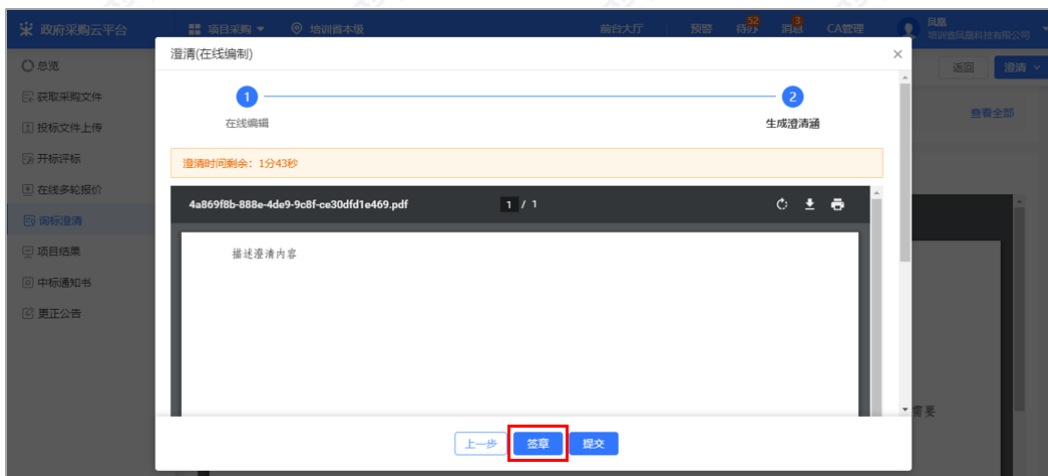 政府采购云平台
项目采购
培训省本级
前台大厅
预警
待办
52
消息
3
CA管理
凤凰
培训省凤凰科技有限公司
总览
获取采购文件
投标文件上传
开标评标
在线多轮报价
询标澄清
项目结果
中标通知书
更正公告
返回
澄清
查看全部
澄清(在线编制)
1
2
在线编辑
生成澄清函
澄清时间剩余：1分43秒
4a869f8b-888e-4de9-9c8f-ce30dfd1e469.pdf
1 / 1
描述澄清内容
需要
上一步
签章
提交